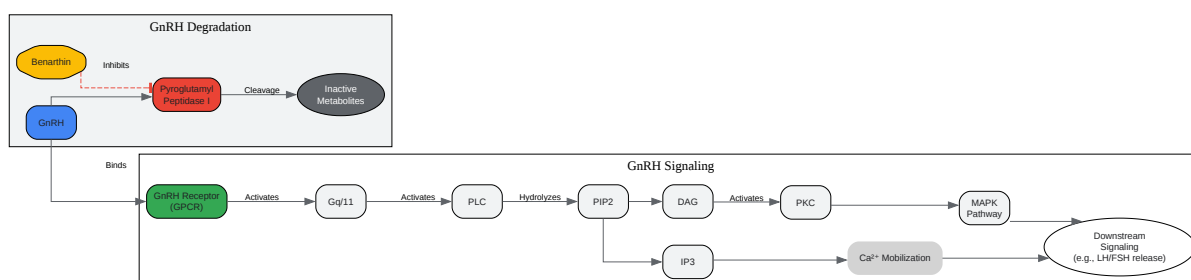 GnRH Degradation
Benarthin
Inhibits
Pyroglutamyl
Peptidase I
Cleavage
Inactive
Metabolites
GnRH
Binds
GnRH Signaling
GnRH Receptor
(GPCR)
Activates
Gq/11
Activates
PLC
Hydrolyzes
PIP2
DAG
Activates
PKC
MAPK
Pathway
IP3
Ca²⁺ Mobilization
Downstream
Signaling
(e.g., LH/FSH release)